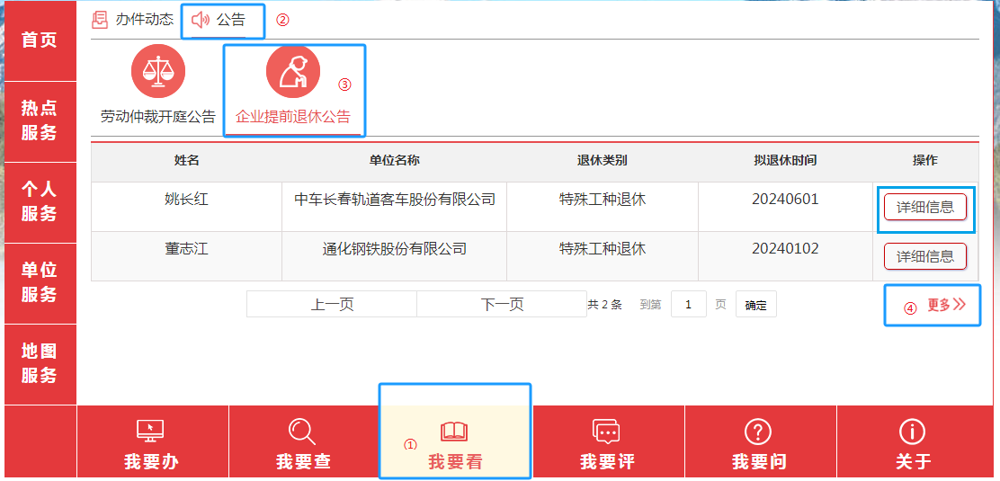 首页
热点
服务
个人
服务
单位
服务
地图
服务
办件动态 公告 ②
劳动仲裁开庭公告 企业提前退休公告 ③
姓名 单位名称 退休类别 拟退休时间 操作
姚长红 中车长春轨道客车股份有限公司 特殊工种退休 20240601 详细信息
董志江 通化钢铁股份有限公司 特殊工种退休 20240102 详细信息
上一页 下一页 共 2 条 到第 1 页 确定 ④ 更多
① 
我要办 我要查 我要看 我要评 我要问 关于